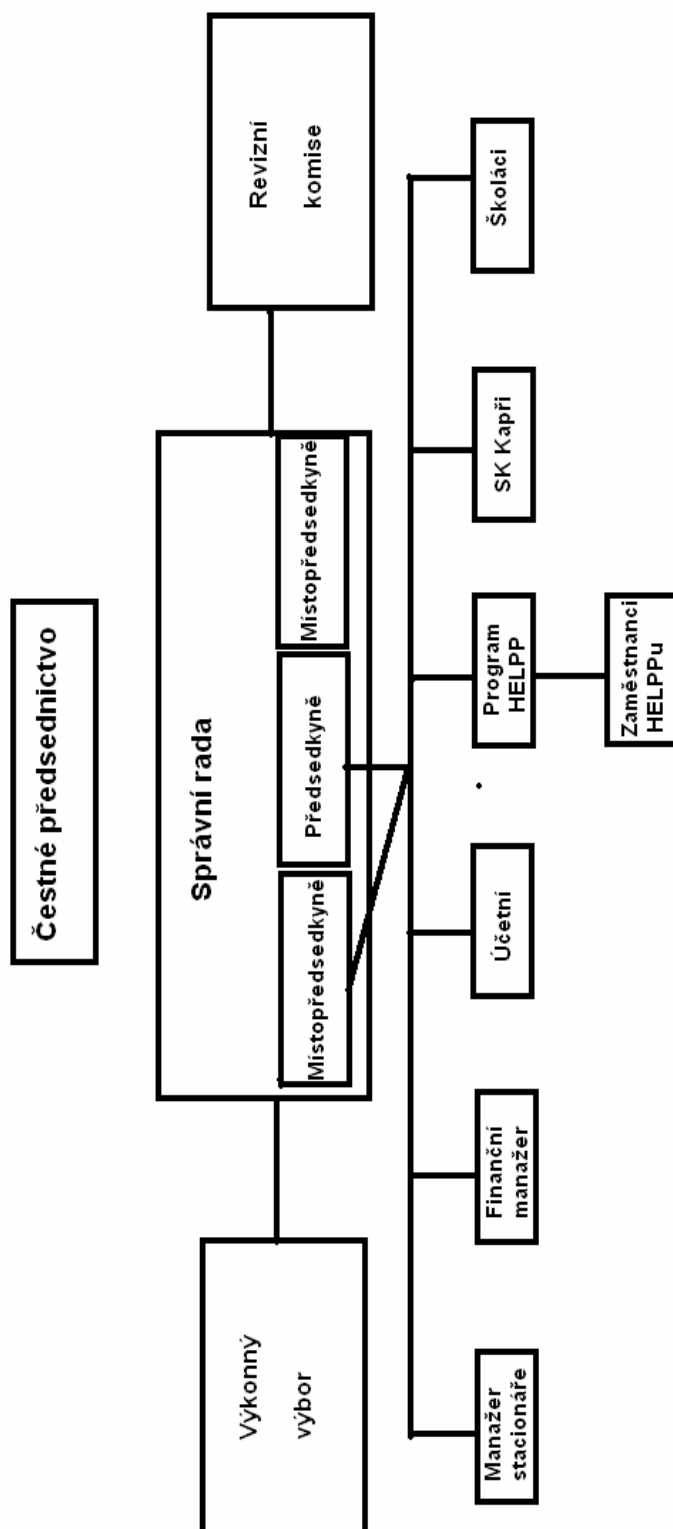 Čestné předsednictvo
Správní rada
Výkonný
výbor
Místopředsedkyně
Předsedkyně
Místopředsedkyně
Revizní
komise
Manažer
stacionáře
Finanční
manažer
Účetní
Program
HELPP
SK Kapři
Školáci
Zaměstnanci
HELPPu